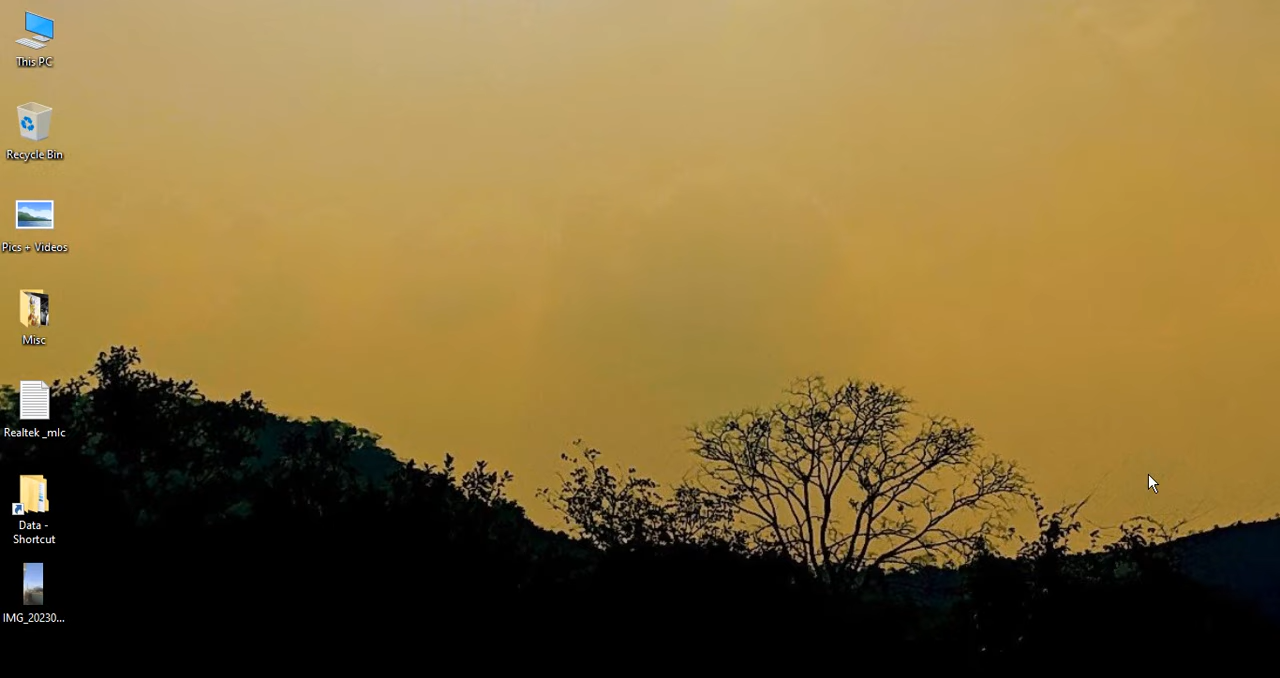 This PC
Recycle Bin
Pics + Videos
Misc
Realtek _mlc
Data -
Shortcut
IMG_20230...